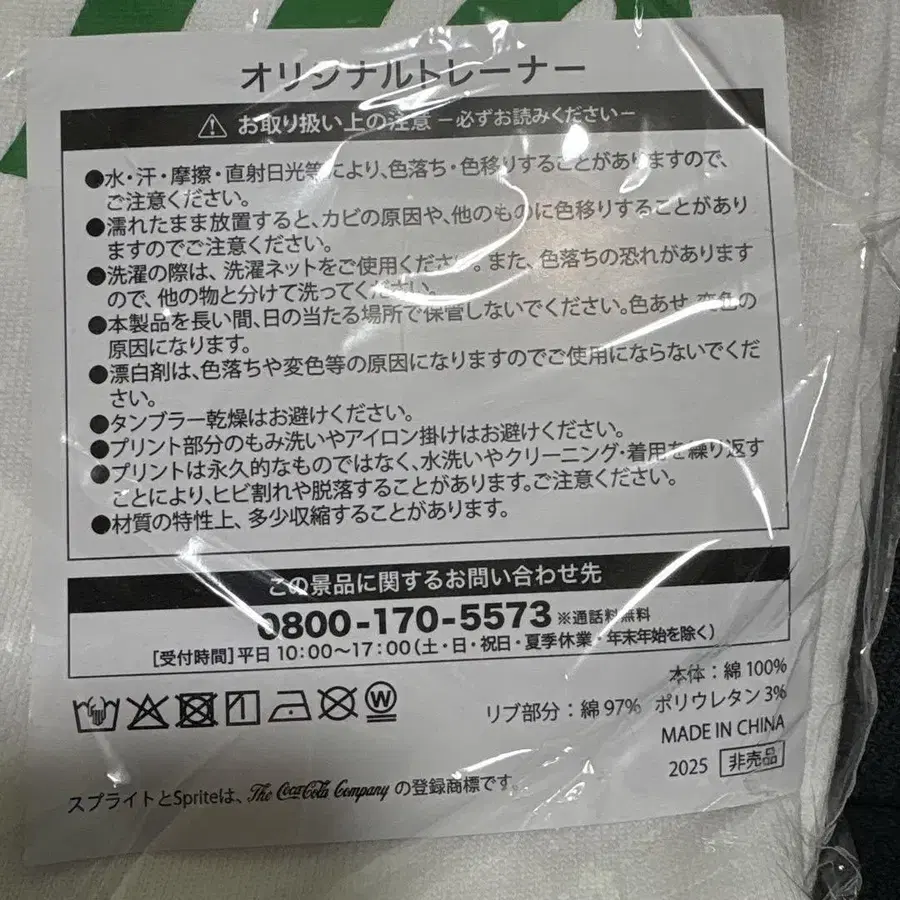 オリジナルトレーナー
お取り扱い上の注意 －必ずお読みください－
●水・汗・摩擦・直射日光等により、色落ち・色移りすることがありますので、
ご注意ください。
●濡れたまま放置すると、カビの原因や、他のものに色移りすることがあり
ますのでご注意ください。
●洗濯の際は、洗濯ネットをご使用ください。また、色落ちの恐れがあります
ので、他の物と分けて洗ってください。
●本製品を長い間、日の当たる場所で保管しないでください。色あせ、変色の
原因になります。
●漂白剤は、色落ちや変色等の原因になりますのでご使用にならないでくだ
さい。
●タンブラー乾燥はお避けください。
●プリント部分のもみ洗いやアイロン掛けはお避けください。
●プリントは永久的なものではなく、水洗いやクリーニング・着用を繰り返す
ことにより、ヒビ割れや脱落することがあります。ご注意ください。
●材質の特性上、多少収縮することがあります。
この景品に関するお問い合わせ先
0800-170-5573 ※通話料無料
[受付時間]平日 10:00～17:00(土・日・祝日・夏季休業・年末年始を除く)
本体：綿 100%
リブ部分：綿 97% ポリウレタン 3%
MADE IN CHINA
2025 非売品
W
スプライトとSpriteは、The Coca-Cola Company の登録商標です。